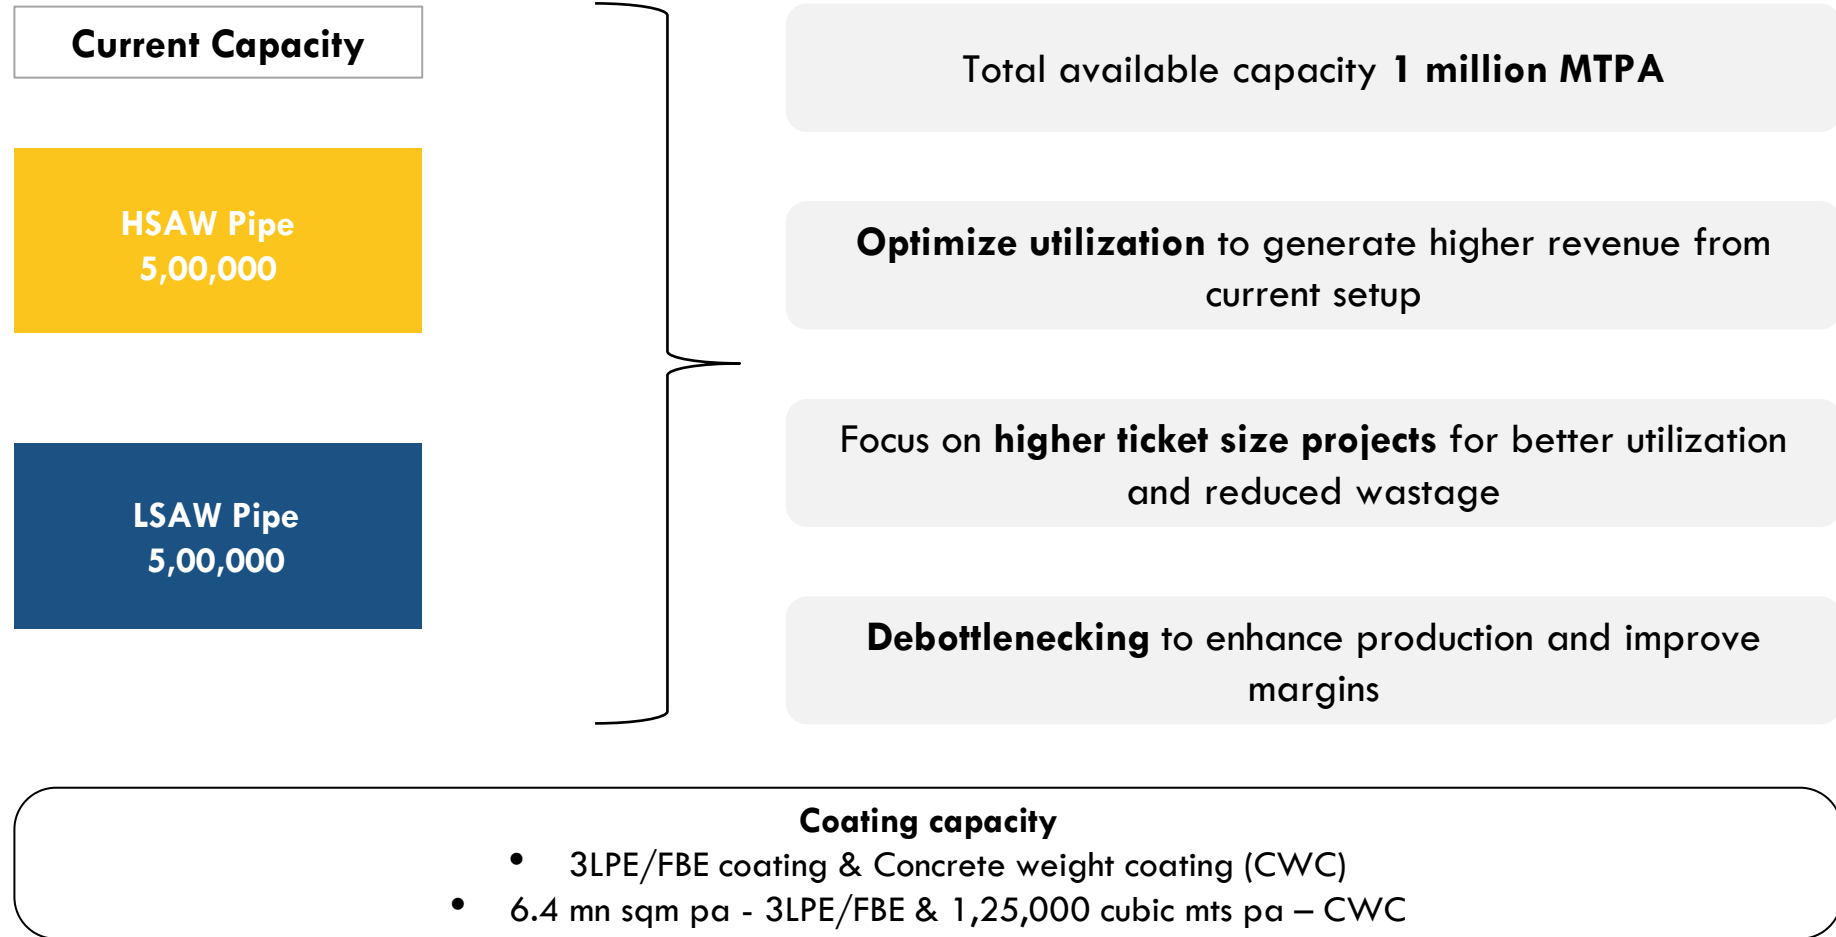 Current Capacity
HSAW Pipe
5,00,000
LSAW Pipe
5,00,000
Total available capacity 1 million MTPA
Optimize utilization to generate higher revenue from
current setup
Focus on higher ticket size projects for better utilization
and reduced wastage
Debottlenecking to enhance production and improve
margins
Coating capacity
• 3LPE/FBE coating & Concrete weight coating (CWC)
• 6.4 mn sqm pa - 3LPE/FBE & 1,25,000 cubic mts pa – CWC